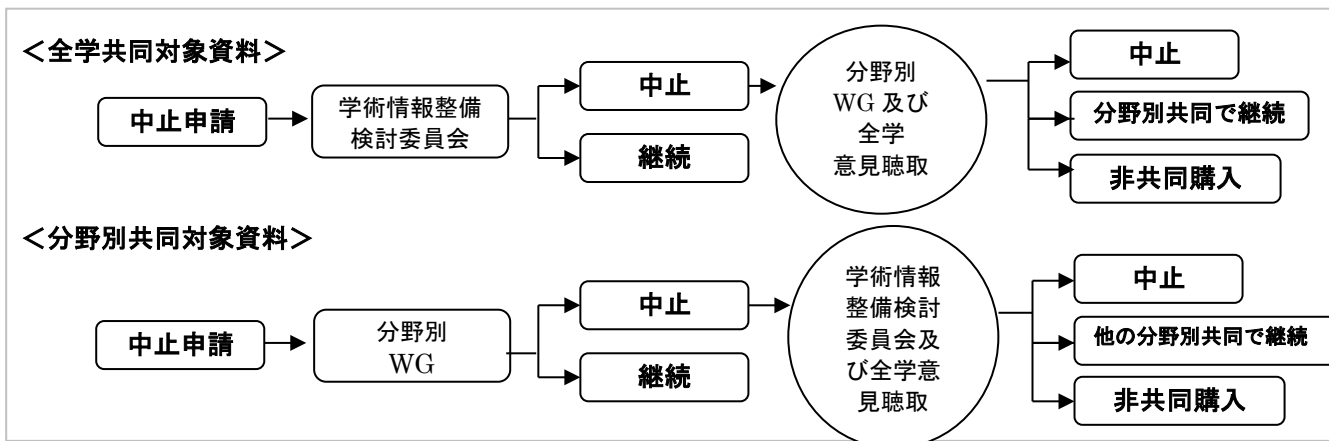 ＜全学共同対象資料＞
中止申請
学術情報整備
検討委員会
中止
継続
分野別
WG 及び
全学
意見聴取
中止
分野別共同で継続
非共同購入
＜分野別共同対象資料＞
中止申請
分野別
WG
中止
継続
学術情報
整備検討
委員会及
び全学意
見聴取
中止
他の分野別共同で継続
非共同購入